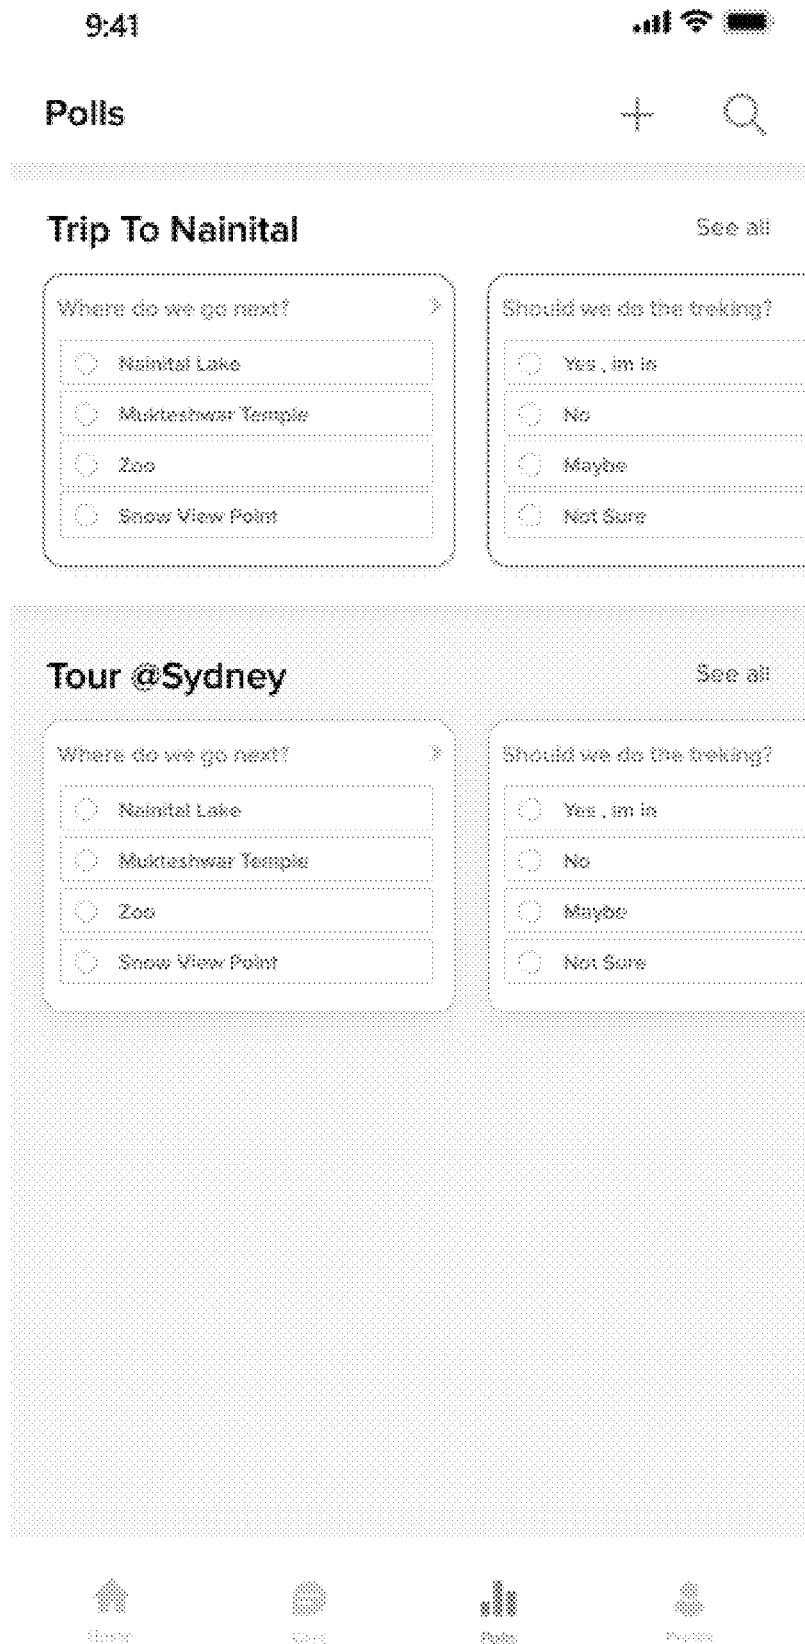 9:41
Polls
Trip To Nainital
See all
Where do we go next?
Nainital Lake
Mukteshwar Temple
Zoo
Snow View Point
Should we do the treking?
Yes , im in
No
Maybe
Not Sure
Tour @Sydney
See all
Where do we go next?
Nainital Lake
Mukteshwar Temple
Zoo
Snow View Point
Should we do the treking?
Yes , im in
No
Maybe
Not Sure
Home
Chat
Polls
Profile